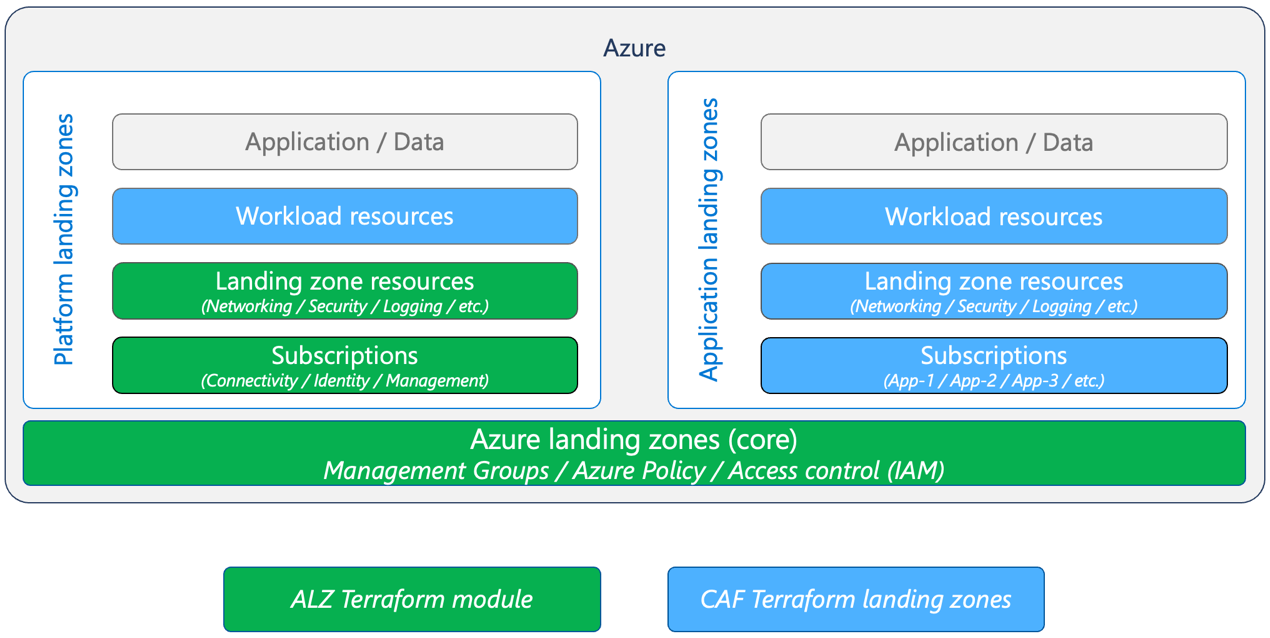 Azure
Platform landing zones
Application / Data
Workload resources
Landing zone resources
(Networking / Security / Logging / etc.)
Subscriptions
(Connectivity / Identity / Management)
Application landing zones
Application / Data
Workload resources
Landing zone resources
(Networking / Security / Logging / etc.)
Subscriptions
(App-1 / App-2 / App-3 / etc.)
Azure landing zones (core)
Management Groups / Azure Policy / Access control (IAM)
ALZ Terraform module
CAF Terraform landing zones